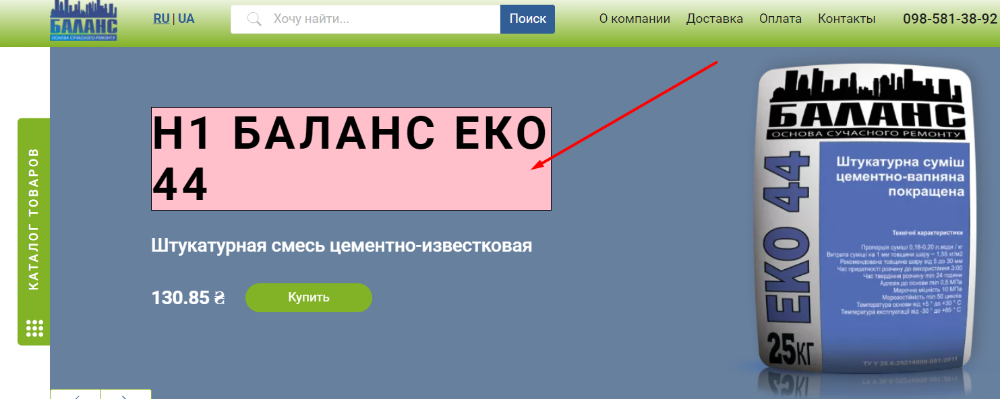 БАЛАНС
ОСНОВА СУЧАСНОГО РЕМОНТУ
RU | UA
Хочу найти...
Поиск
О компании
Доставка
Оплата
Контакты
098-581-38-92
КАТАЛОГ ТОВАРОВ
H1 БАЛАНС ЕКО
44
Штукатурная смесь цементно-известковая
130.85 ₴
Купить
БАЛАНС
ОСНОВА СУЧАСНОГО РЕМОНТУ
ЕКО 44
Штукатурна суміш
цементно-вапняна
покращена
Технічні характеристики
Пропорція суміші 0,18-0,20 л.води / кг
Витрата суміші на 1 мм товщини шару ~ 1,55 кг/м2
Рекомендована товщина шару від 5 до 30 мм
Час придатності розчину до використання 3:00
Час твердіння розчину min 24 години
Адгезія до основи min 0,5 МПа
Марочна міцність 10 МПа
Морозостійкість min 50 циклів
Температура основи від +5 ° до +30 ° С
Температура експлуатації від -30 ° до +85 ° С
25кг
ТУ У 26.6-25214009-001:2011